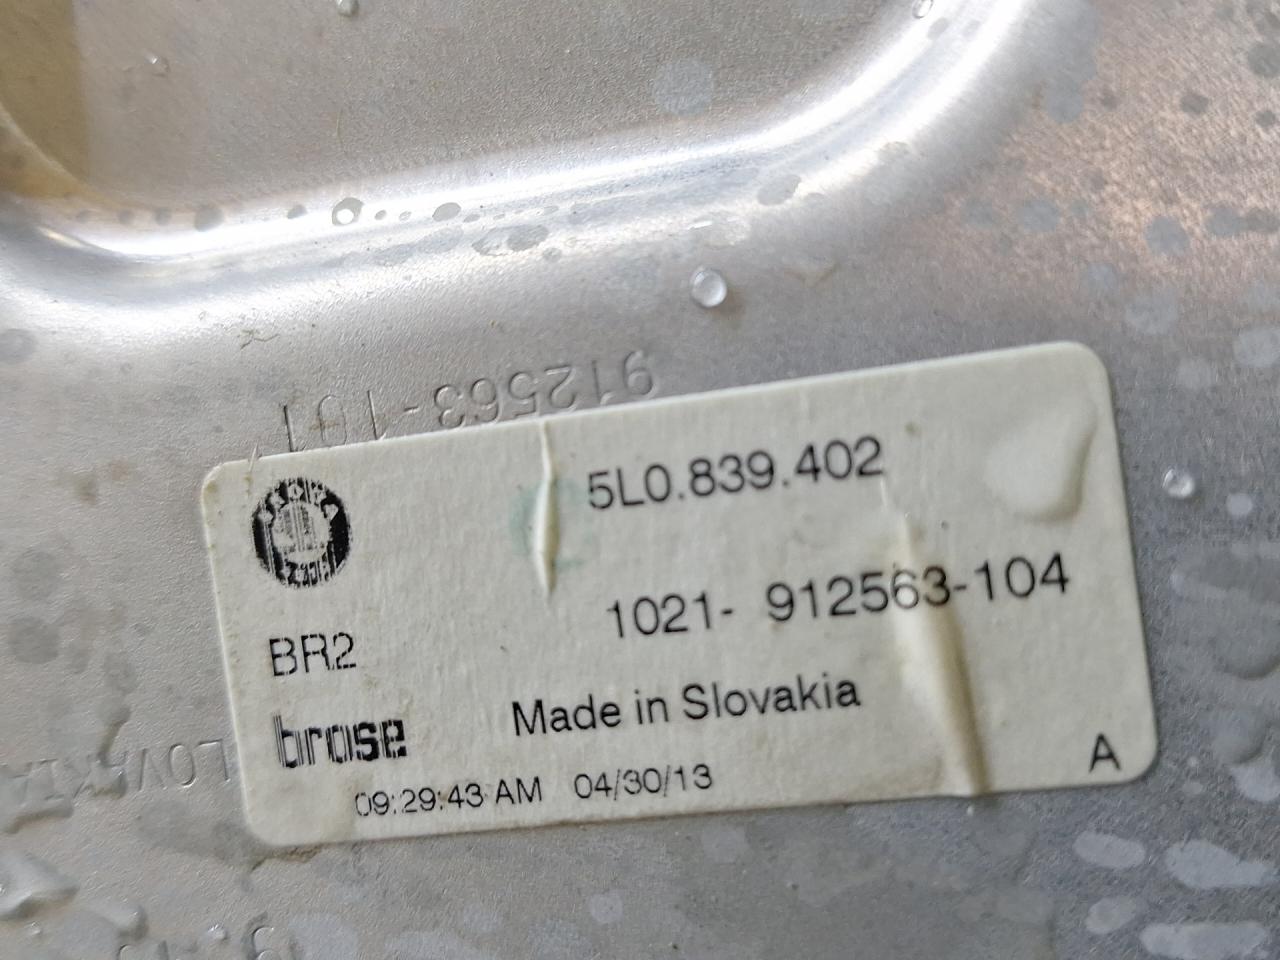 912563-101
5L0.839.402
1021- 912563-104
BR2
Made in Slovakia
brose
09:29:43 AM 04/30/13
A